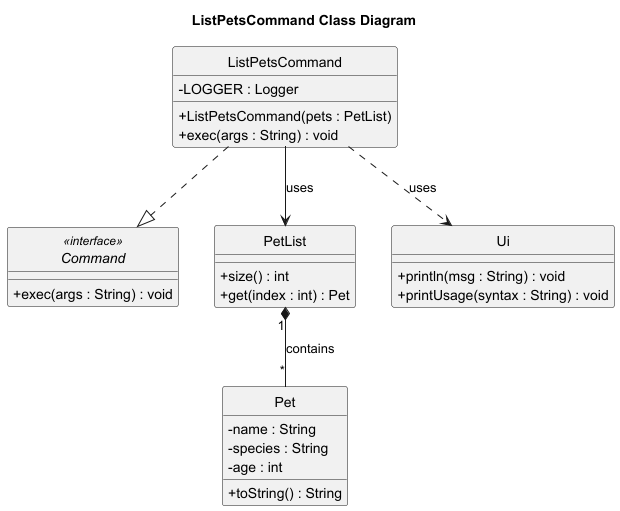 ListPetsCommand Class Diagram
ListPetsCommand
-LOGGER : Logger
+ListPetsCommand(pets : PetList)
+exec(args : String) : void
uses
uses
«interface»
Command
+exec(args : String) : void
PetList
+size() : int
+get(index : int) : Pet
Ui
+println(msg : String) : void
+printUsage(syntax : String) : void
1
contains
*
Pet
-name : String
-species : String
-age : int
+toString() : String